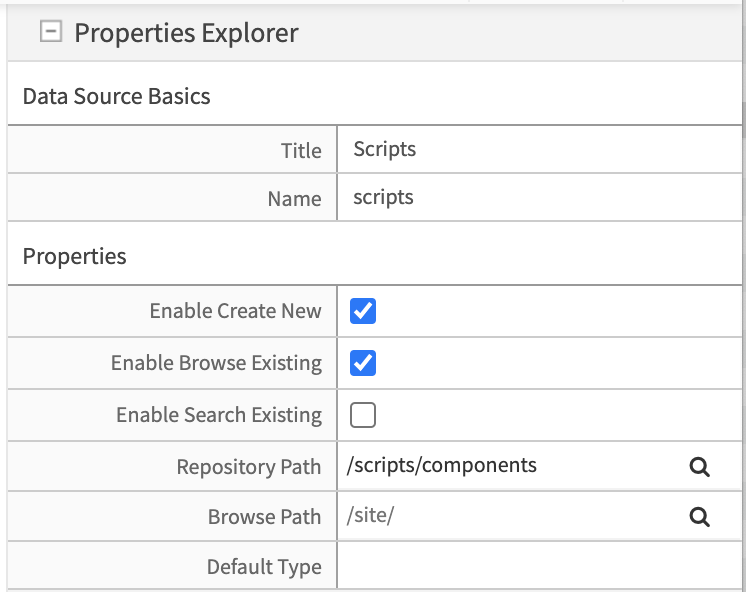 Properties Explorer
Data Source Basics
Title Scripts
Name scripts
Properties
Enable Create New
Enable Browse Existing
Enable Search Existing
Repository Path /scripts/components
Browse Path /site/
Default Type